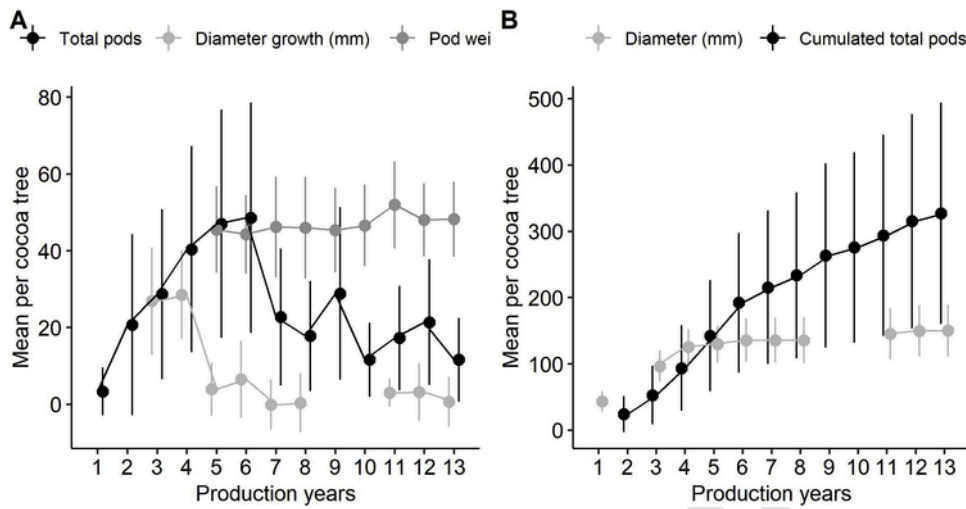 A
Total pods Diameter growth (mm) Pod wei
Mean per cocoa tree
80
60
40
20
0
1 2 3 4 5 6 7 8 9 10 11 12 13
Production years
B
Diameter (mm) Cumulated total pods
Mean per cocoa tree
500
400
300
200
100
0
1 2 3 4 5 6 7 8 9 10 11 12 13
Production years